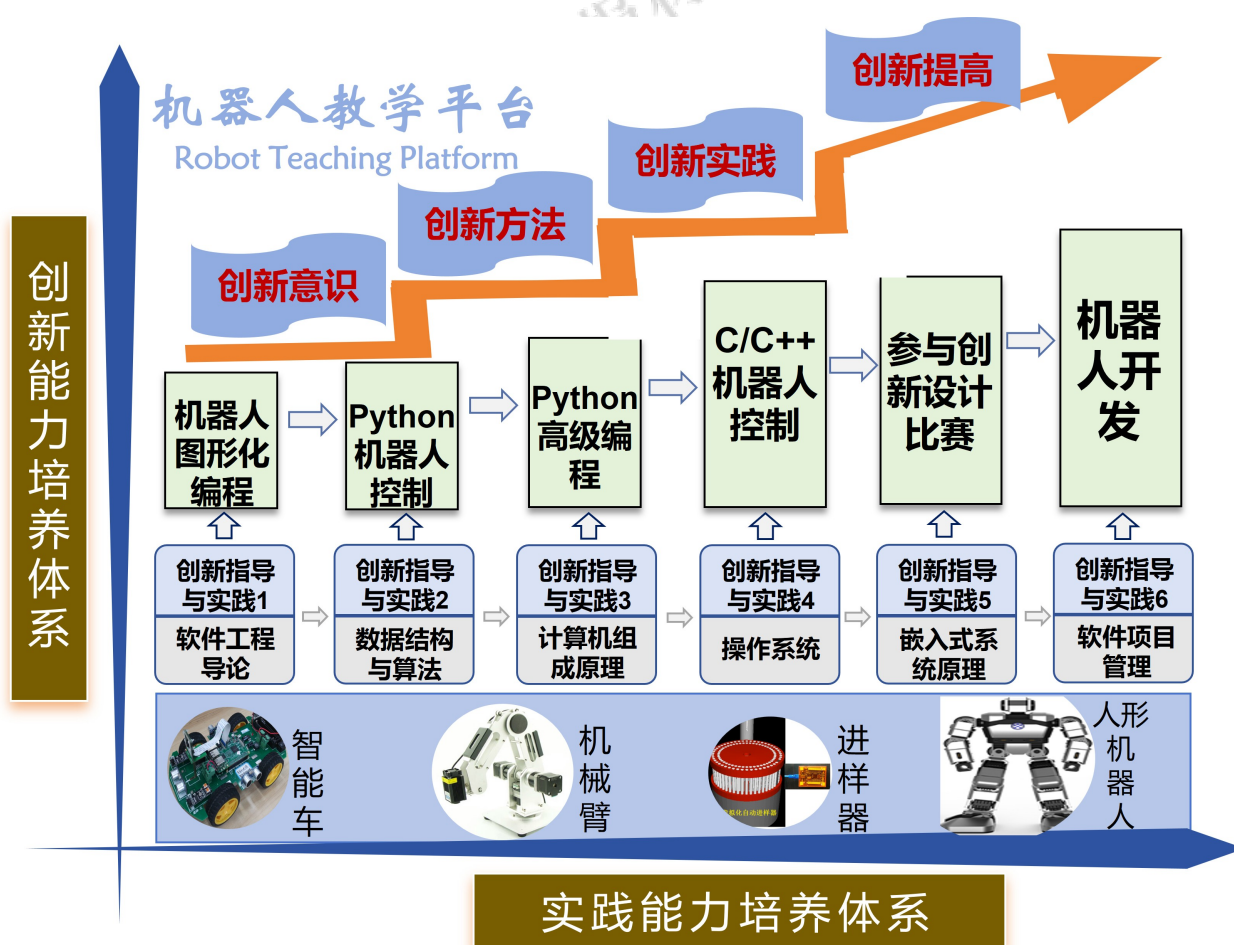 创新提高
机器人教学平台
Robot Teaching Platform
创新实践
创新方法
创新意识
创新能力培养体系
机器人
图形化
编程
Python
机器人
控制
Python
高级编
程
C/C++
机器人
控制
参与创
新设计
比赛
机器
人开
发
创新指导
与实践1
软件工程
导论
创新指导
与实践2
数据结构
与算法
创新指导
与实践3
计算机组
成原理
创新指导
与实践4
操作系统
创新指导
与实践5
嵌入式系
统原理
创新指导
与实践6
软件项目
管理
智能车
机械臂
进样器
人形
机器人
实践能力培养体系